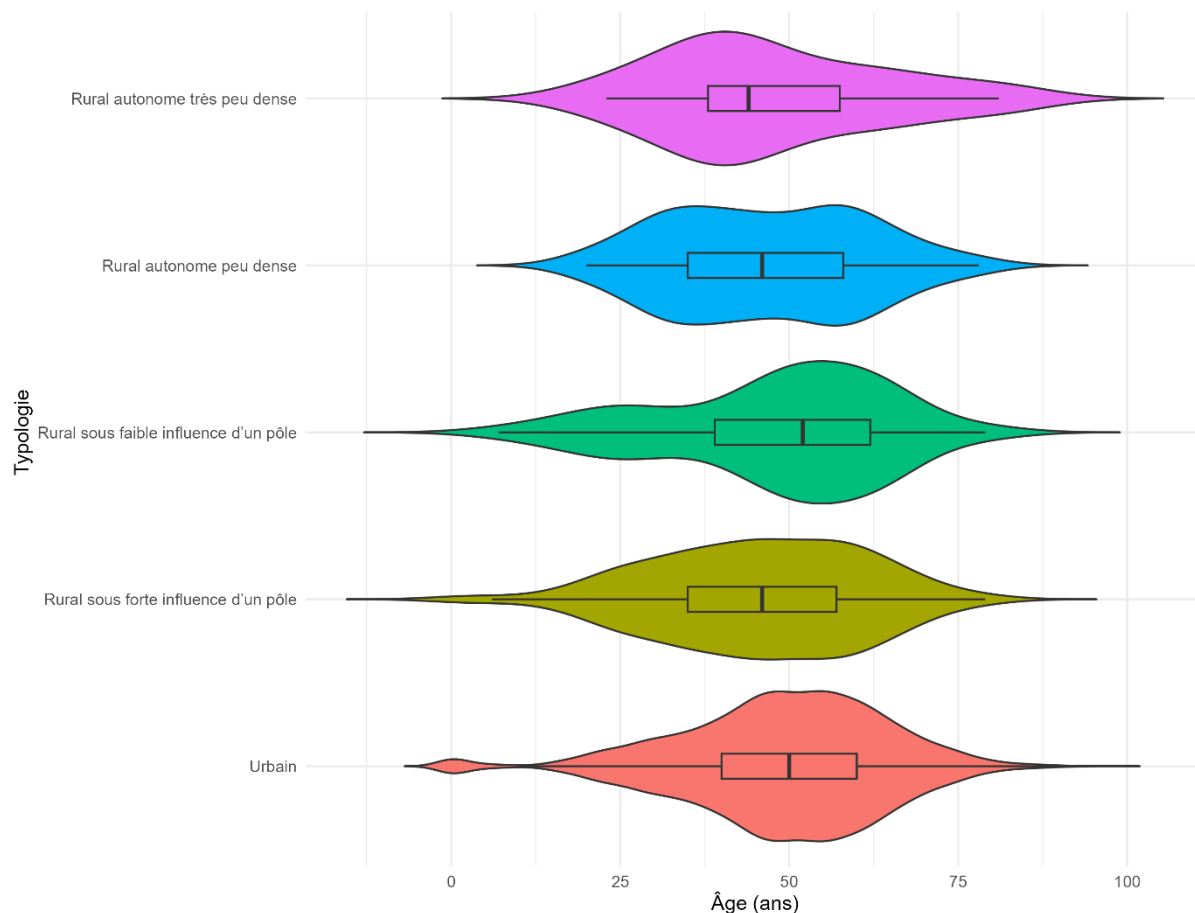 Typologie
Rural autonome très peu dense
Rural autonome peu dense
Rural sous faible influence d'un pôle
Rural sous forte influence d'un pôle
Urbain
0 25 50 75 100
Âge (ans)